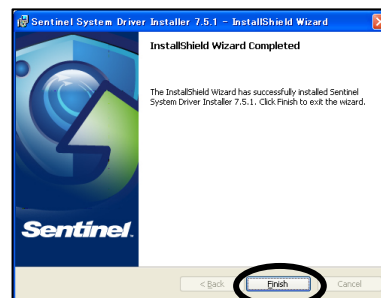 Sentinel System Driver Installer 7.5.1 - InstallShield Wizard
InstallShield Wizard Completed
The InstallShield Wizard has successfully installed Sentinel
System Driver Installer 7.5.1. Click Finish to exit the wizard.
Sentinel.
< Back
Finish
Cancel